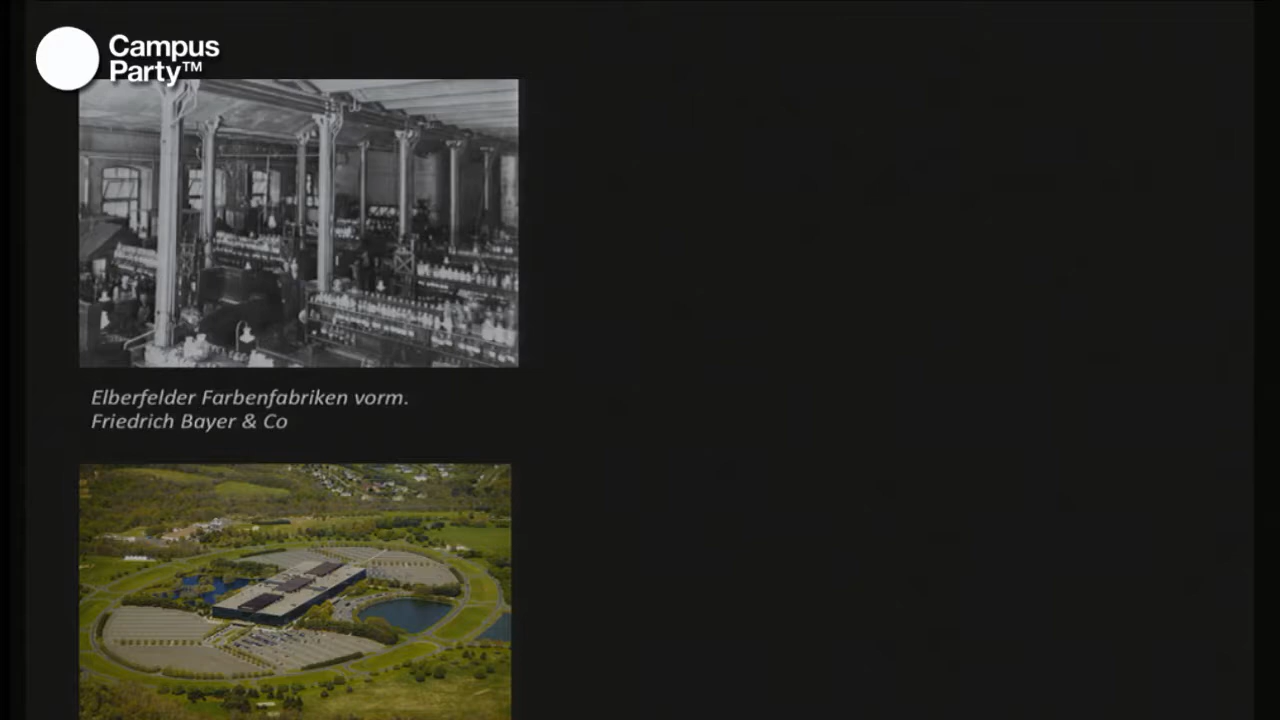 Campus
Party™
Elberfelder Farbenfabriken vorm.
Friedrich Bayer & Co